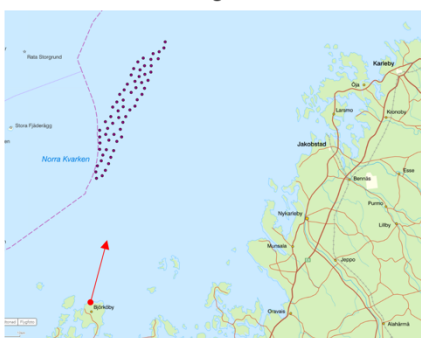 Rata Storgrund
Karleby
Öja
Larsmo
Kronoby
Stora Fjäderägg
Jakobstad
Norra Kvarken
Esse
Bennäs
Purmo
Nykarleby
Lillby
Munsala
Jeppo
Björköby
Oravais
Alahärmä